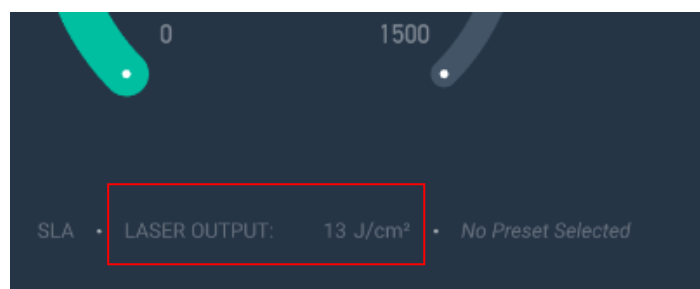 0 1500
SLA • LASER OUTPUT: 13 J/cm² • No Preset Selected